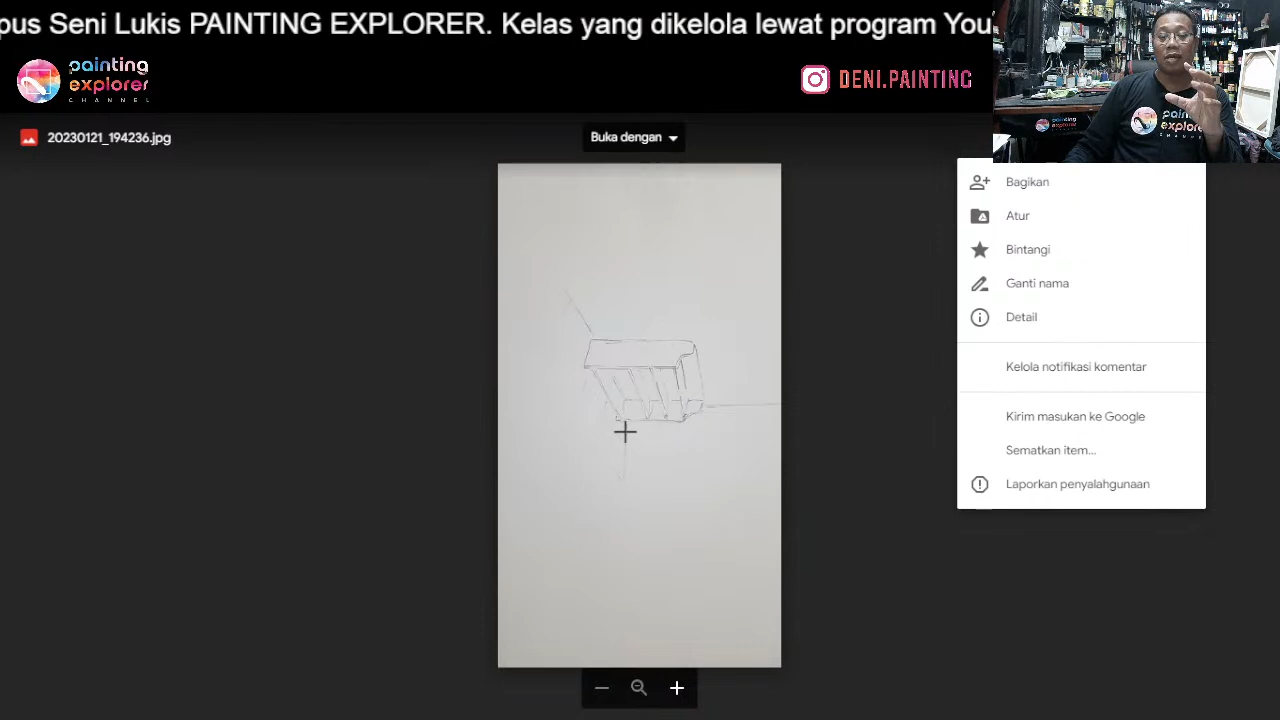 pus Seni Lukis PAINTING EXPLORER. Kelas yang dikelola lewat program You
painting
explorer
CHANNEL
DENI.PAINTING
20230121_194236.jpg
Buka dengan
Bagikan
Atur
Bintangi
Ganti nama
Detail
Kelola notifikasi komentar
Kirim masukan ke Google
Sematkan item...
Laporkan penyalahgunaan